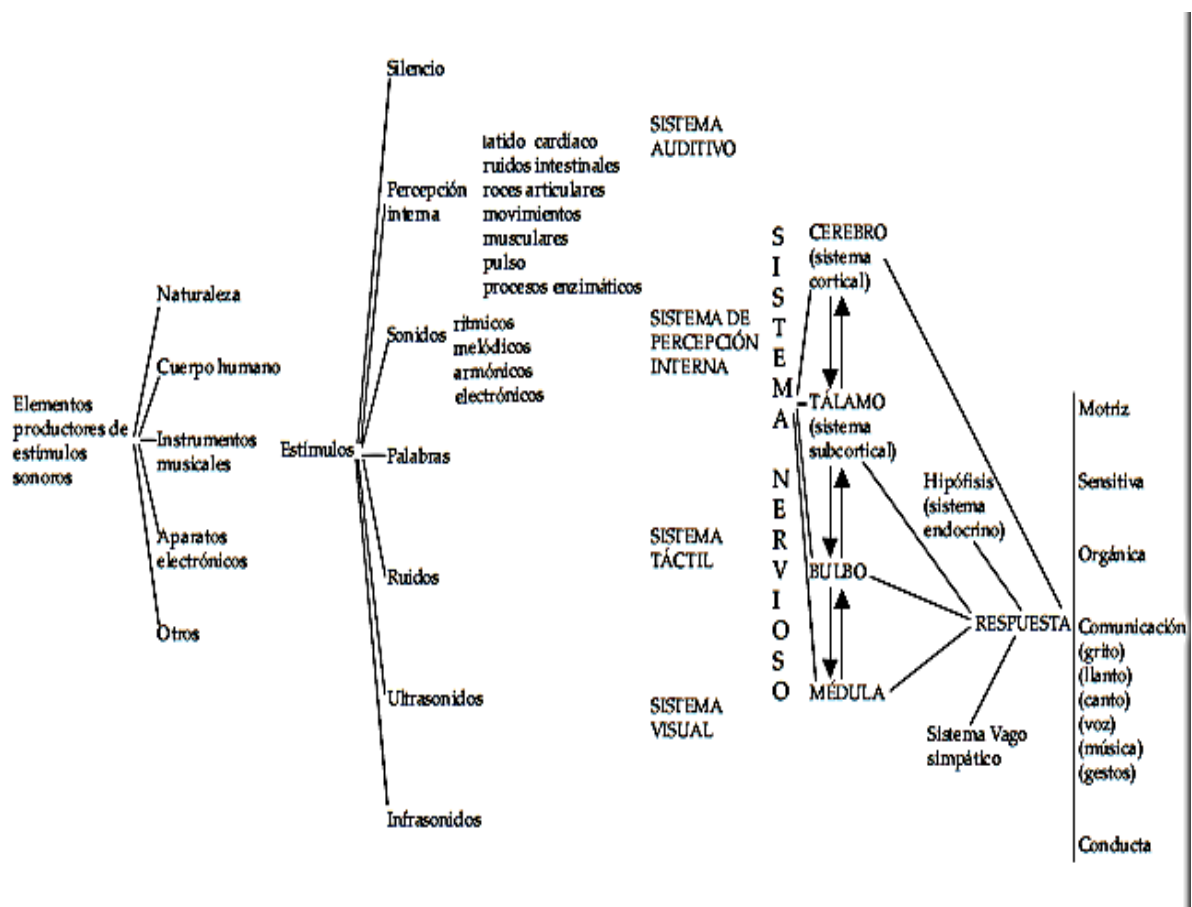 Elementos
productores de
estímulos
sonoros
Naturaleza
Cuerpo humano
Instrumentos
musicales
Aparatos
electrónicos
Otros
Estímulos
Silencio
Percepción
interna
latido cardíaco
ruidos intestinales
roces articulares
movimientos
musculares
pulso
procesos enzimáticos
Sonidos
rítmicos
melódicos
armónicos
electrónicos
Palabras
Ruidos
Ultrasonidos
Infrasonidos
SISTEMA
AUDITIVO
SISTEMA DE
PERCEPCIÓN
INTERNA
SISTEMA
TÁCTIL
SISTEMA
VISUAL
SISTEMA NERVIOSO
CEREBRO
(sistema
cortical)
TÁLAMO
(sistema
subcortical)
BULBO
MÉDULA
Hipófisis
(sistema
endocrino)
RESPUESTA
Sistema Vago
simpático
Motriz
Sensitiva
Orgánica
Comunicación
(grito)
(llanto)
(canto)
(voz)
(música)
(gestos)
Conducta